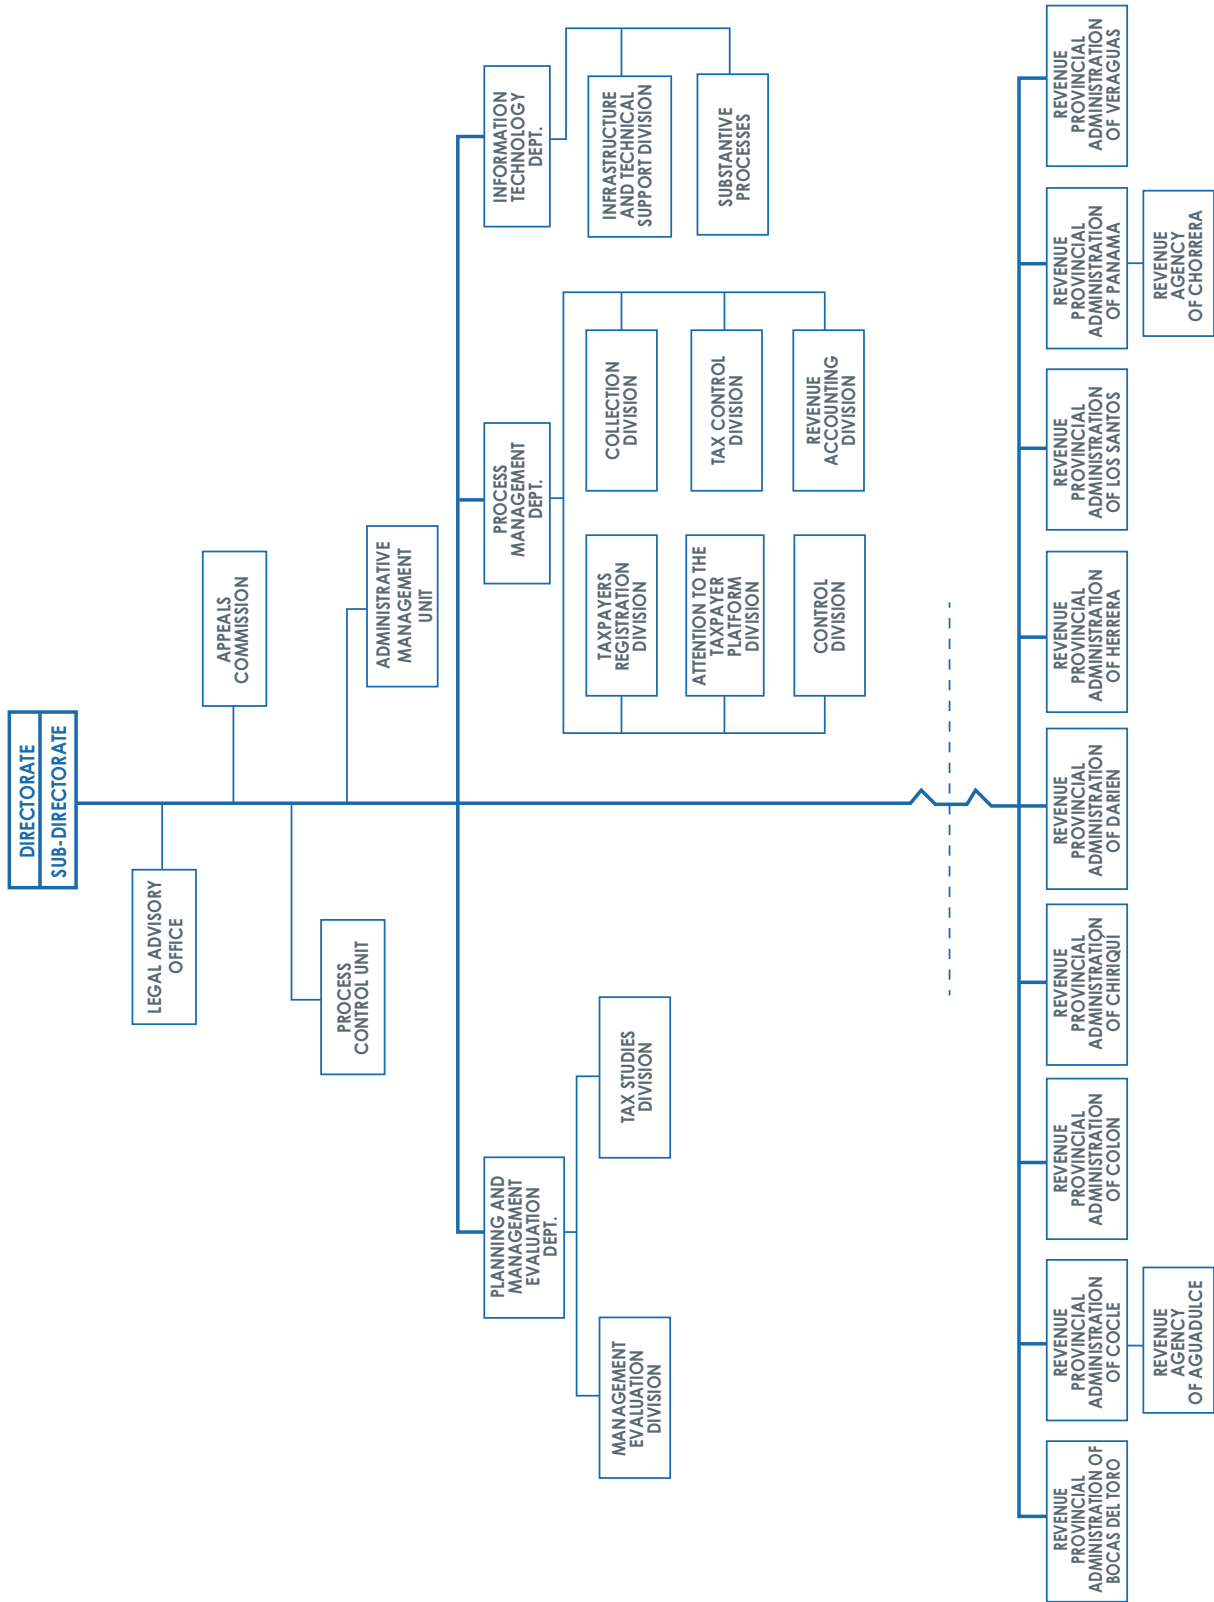 DIRECTORATE
SUB-DIRECTORATE
LEGAL ADVISORY
OFFICE
APPEALS
COMMISSION
PROCESS
CONTROL UNIT
ADMINISTRATIVE
MANAGEMENT
UNIT
PLANNING AND
MANAGEMENT
EVALUATION
DEPT.
MANAGEMENT
EVALUATION
DIVISION
TAX STUDIES
DIVISION
PROCESS
MANAGEMENT
DEPT.
TAXPAYERS
REGISTRATION
DIVISION
COLLECTION
DIVISION
ATTENTION TO THE
TAXPAYER
PLATFORM
DIVISION
TAX CONTROL
DIVISION
CONTROL
DIVISION
REVENUE
ACCOUNTING
DIVISION
INFORMATION
TECHNOLOGY
DEPT.
INFRASTRUCTURE
AND TECHNICAL
SUPPORT DIVISION
SUBSTANTIVE
PROCESSES
REVENUE
PROVINCIAL
ADMINISTRATION OF
BOCAS DEL TORO
REVENUE
PROVINCIAL
ADMINISTRATION
OF COCLE
REVENUE
AGENCY
OF AGUADULCE
REVENUE
PROVINCIAL
ADMINISTRATION
OF COLON
REVENUE
PROVINCIAL
ADMINISTRATION
OF CHIRIQUÍ
REVENUE
PROVINCIAL
ADMINISTRATION
OF DARIEN
REVENUE
PROVINCIAL
ADMINISTRATION
OF HERRERA
REVENUE
PROVINCIAL
ADMINISTRATION
OF LOS SANTOS
REVENUE
PROVINCIAL
ADMINISTRATION
OF PANAMA
REVENUE
AGENCY
OF CHORRERA
REVENUE
PROVINCIAL
ADMINISTRATION
OF VERAGUAS